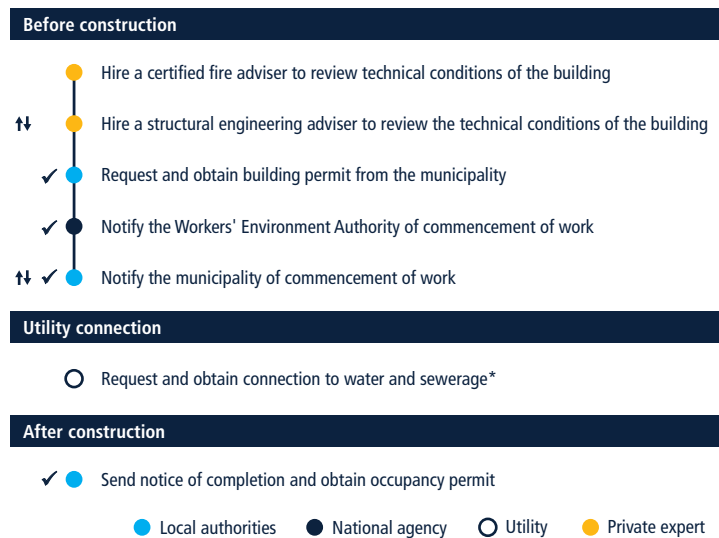 Before construction
Hire a certified fire adviser to review technical conditions of the building
Hire a structural engineering adviser to review the technical conditions of the building
Request and obtain building permit from the municipality
Notify the Workers' Environment Authority of commencement of work
Notify the municipality of commencement of work
Utility connection
Request and obtain connection to water and sewerage*
After construction
Send notice of completion and obtain occupancy permit
Local authorities National agency Utility Private expert